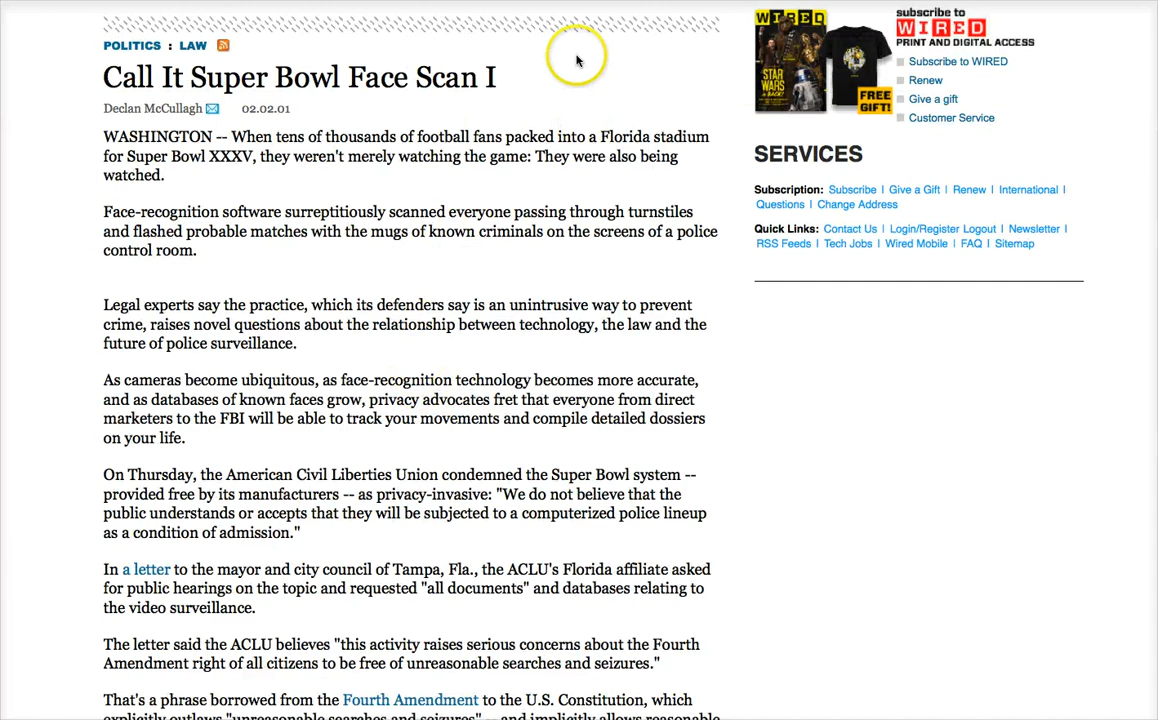 POLITICS : LAW
Call It Super Bowl Face Scan I
Declan McCullagh 02.02.01
WASHINGTON -- When tens of thousands of football fans packed into a Florida stadium
for Super Bowl XXXV, they weren't merely watching the game: They were also being
watched.
Face-recognition software surreptitiously scanned everyone passing through turnstiles
and flashed probable matches with the mugs of known criminals on the screens of a police
control room.
Legal experts say the practice, which its defenders say is an unintrusive way to prevent
crime, raises novel questions about the relationship between technology, the law and the
future of police surveillance.
As cameras become ubiquitous, as face-recognition technology becomes more accurate,
and as databases of known faces grow, privacy advocates fret that everyone from direct
marketers to the FBI will be able to track your movements and compile detailed dossiers
on your life.
On Thursday, the American Civil Liberties Union condemned the Super Bowl system --
provided free by its manufacturers -- as privacy-invasive: "We do not believe that the
public understands or accepts that they will be subjected to a computerized police lineup
as a condition of admission."
In a letter to the mayor and city council of Tampa, Fla., the ACLU's Florida affiliate asked
for public hearings on the topic and requested "all documents" and databases relating to
the video surveillance.
The letter said the ACLU believes "this activity raises serious concerns about the Fourth
Amendment right of all citizens to be free of unreasonable searches and seizures."
That's a phrase borrowed from the Fourth Amendment to the U.S. Constitution, which
explicitly outlaws "unreasonable searches and seizures" -- and implicitly allows reasonable
WIRED
STAR
WARS
is BACK!
FREE
GIFT!
subscribe to
WIRED
PRINT AND DIGITAL ACCESS
Subscribe to WIRED
Renew
Give a gift
Customer Service
SERVICES
Subscription: Subscribe | Give a Gift | Renew | International |
Questions | Change Address
Quick Links: Contact Us | Login/Register Logout | Newsletter |
RSS Feeds | Tech Jobs | Wired Mobile | FAQ | Sitemap